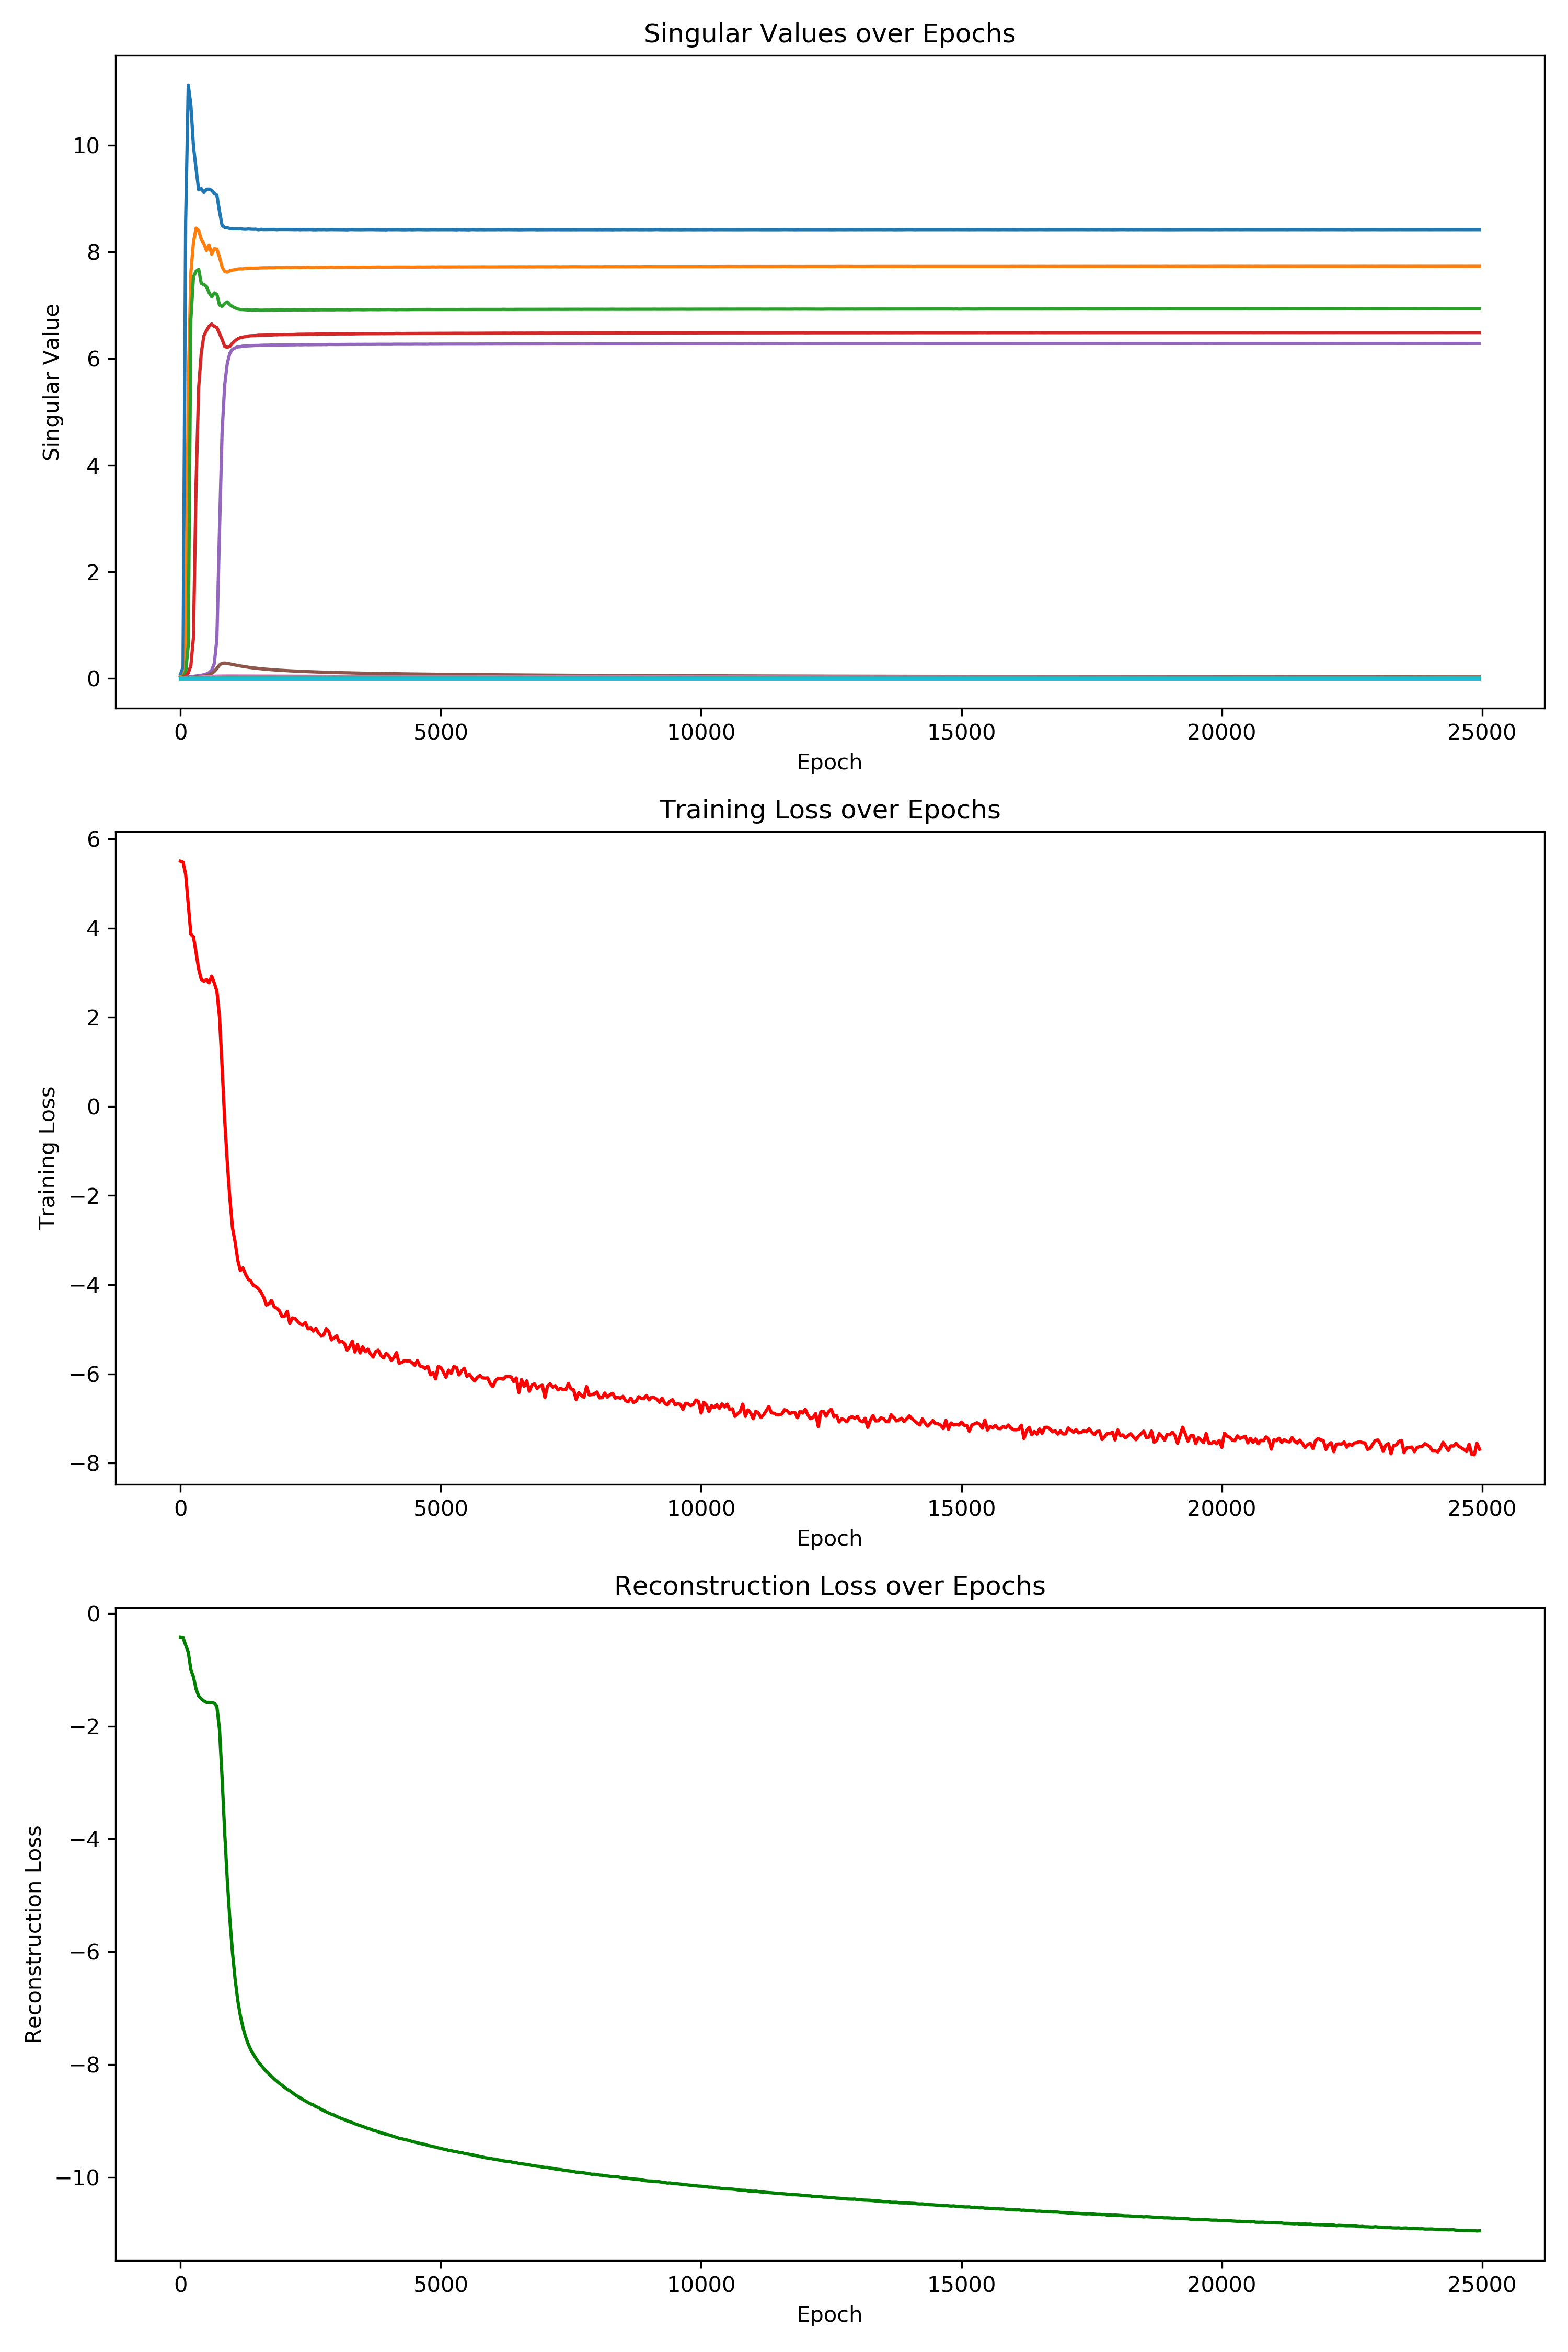 Singular Values over Epochs
Singular Value
10
8
6
4
2
0
0 5000 10000 15000 20000 25000
Epoch
Training Loss over Epochs
Training Loss
6
4
2
0
−2
−4
−6
−8
0 5000 10000 15000 20000 25000
Epoch
Reconstruction Loss over Epochs
Reconstruction Loss
0
−2
−4
−6
−8
−10
0 5000 10000 15000 20000 25000
Epoch